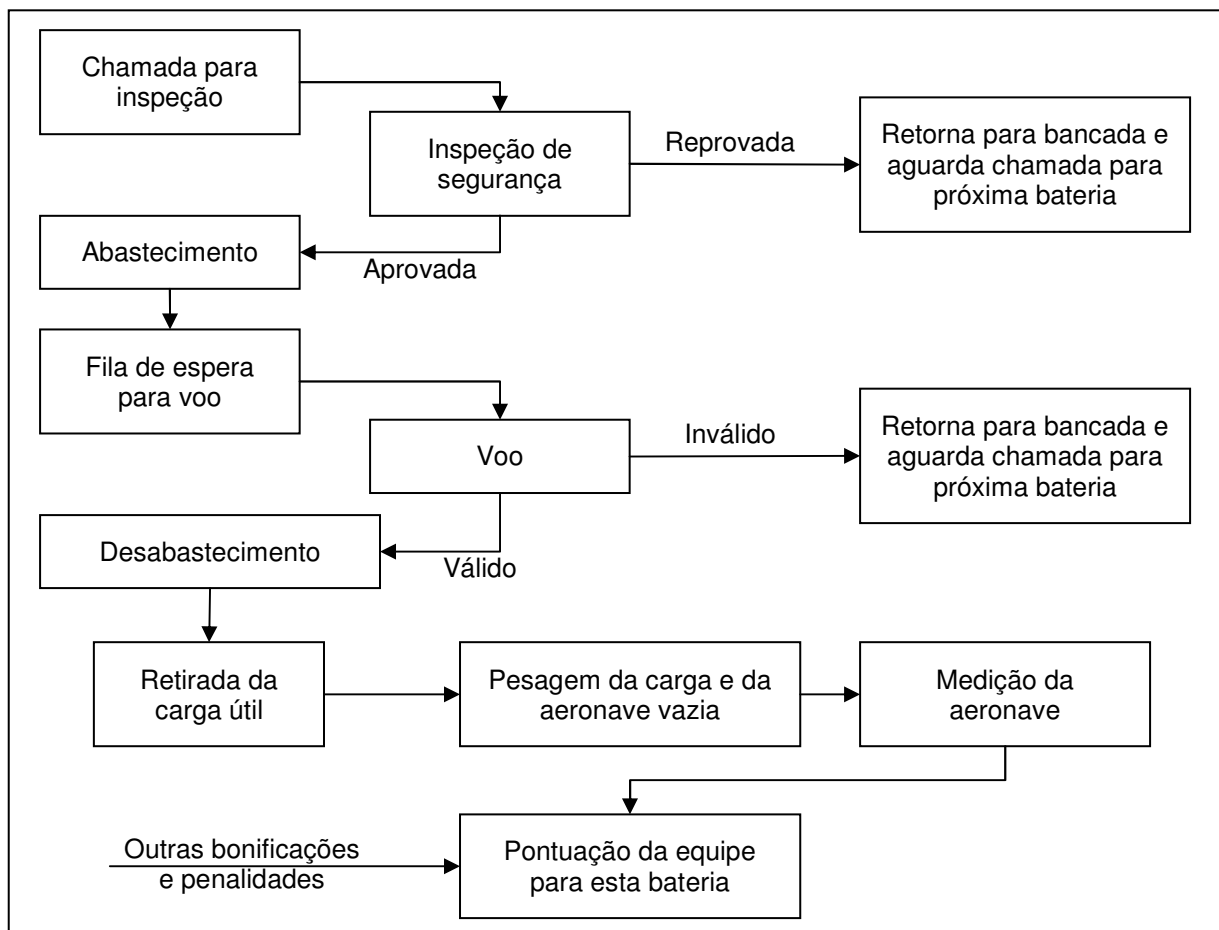 Chamada para
inspeção
Inspeção de
segurança
Reprovada
Retorna para bancada e
aguarda chamada para
próxima bateria
Abastecimento
Aprovada
Fila de espera
para voo
Voo
Inválido
Retorna para bancada e
aguarda chamada para
próxima bateria
Desabastecimento
Válido
Retirada da
carga útil
Pesagem da carga e da
aeronave vazia
Medição da
aeronave
Outras bonificações
e penalidades
Pontuação da equipe
para esta bateria